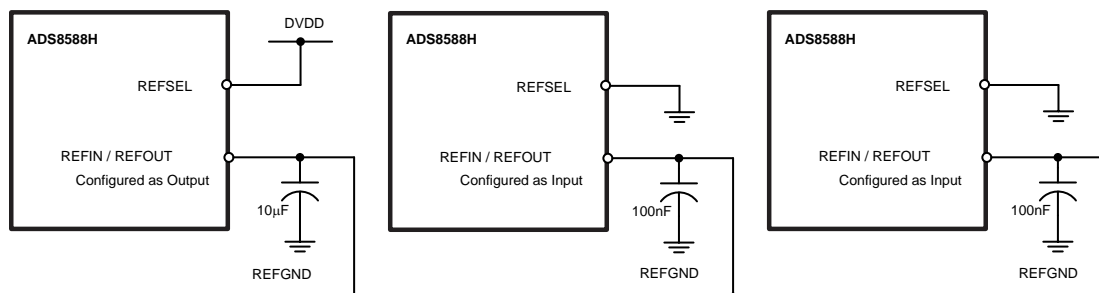 DVDD
ADS8588H
REFSEL
REFIN / REFOUT
Configured as Output
10μF
REFGND
ADS8588H
REFSEL
REFIN / REFOUT
Configured as Input
100nF
REFGND
ADS8588H
REFSEL
REFIN / REFOUT
Configured as Input
100nF
REFGND